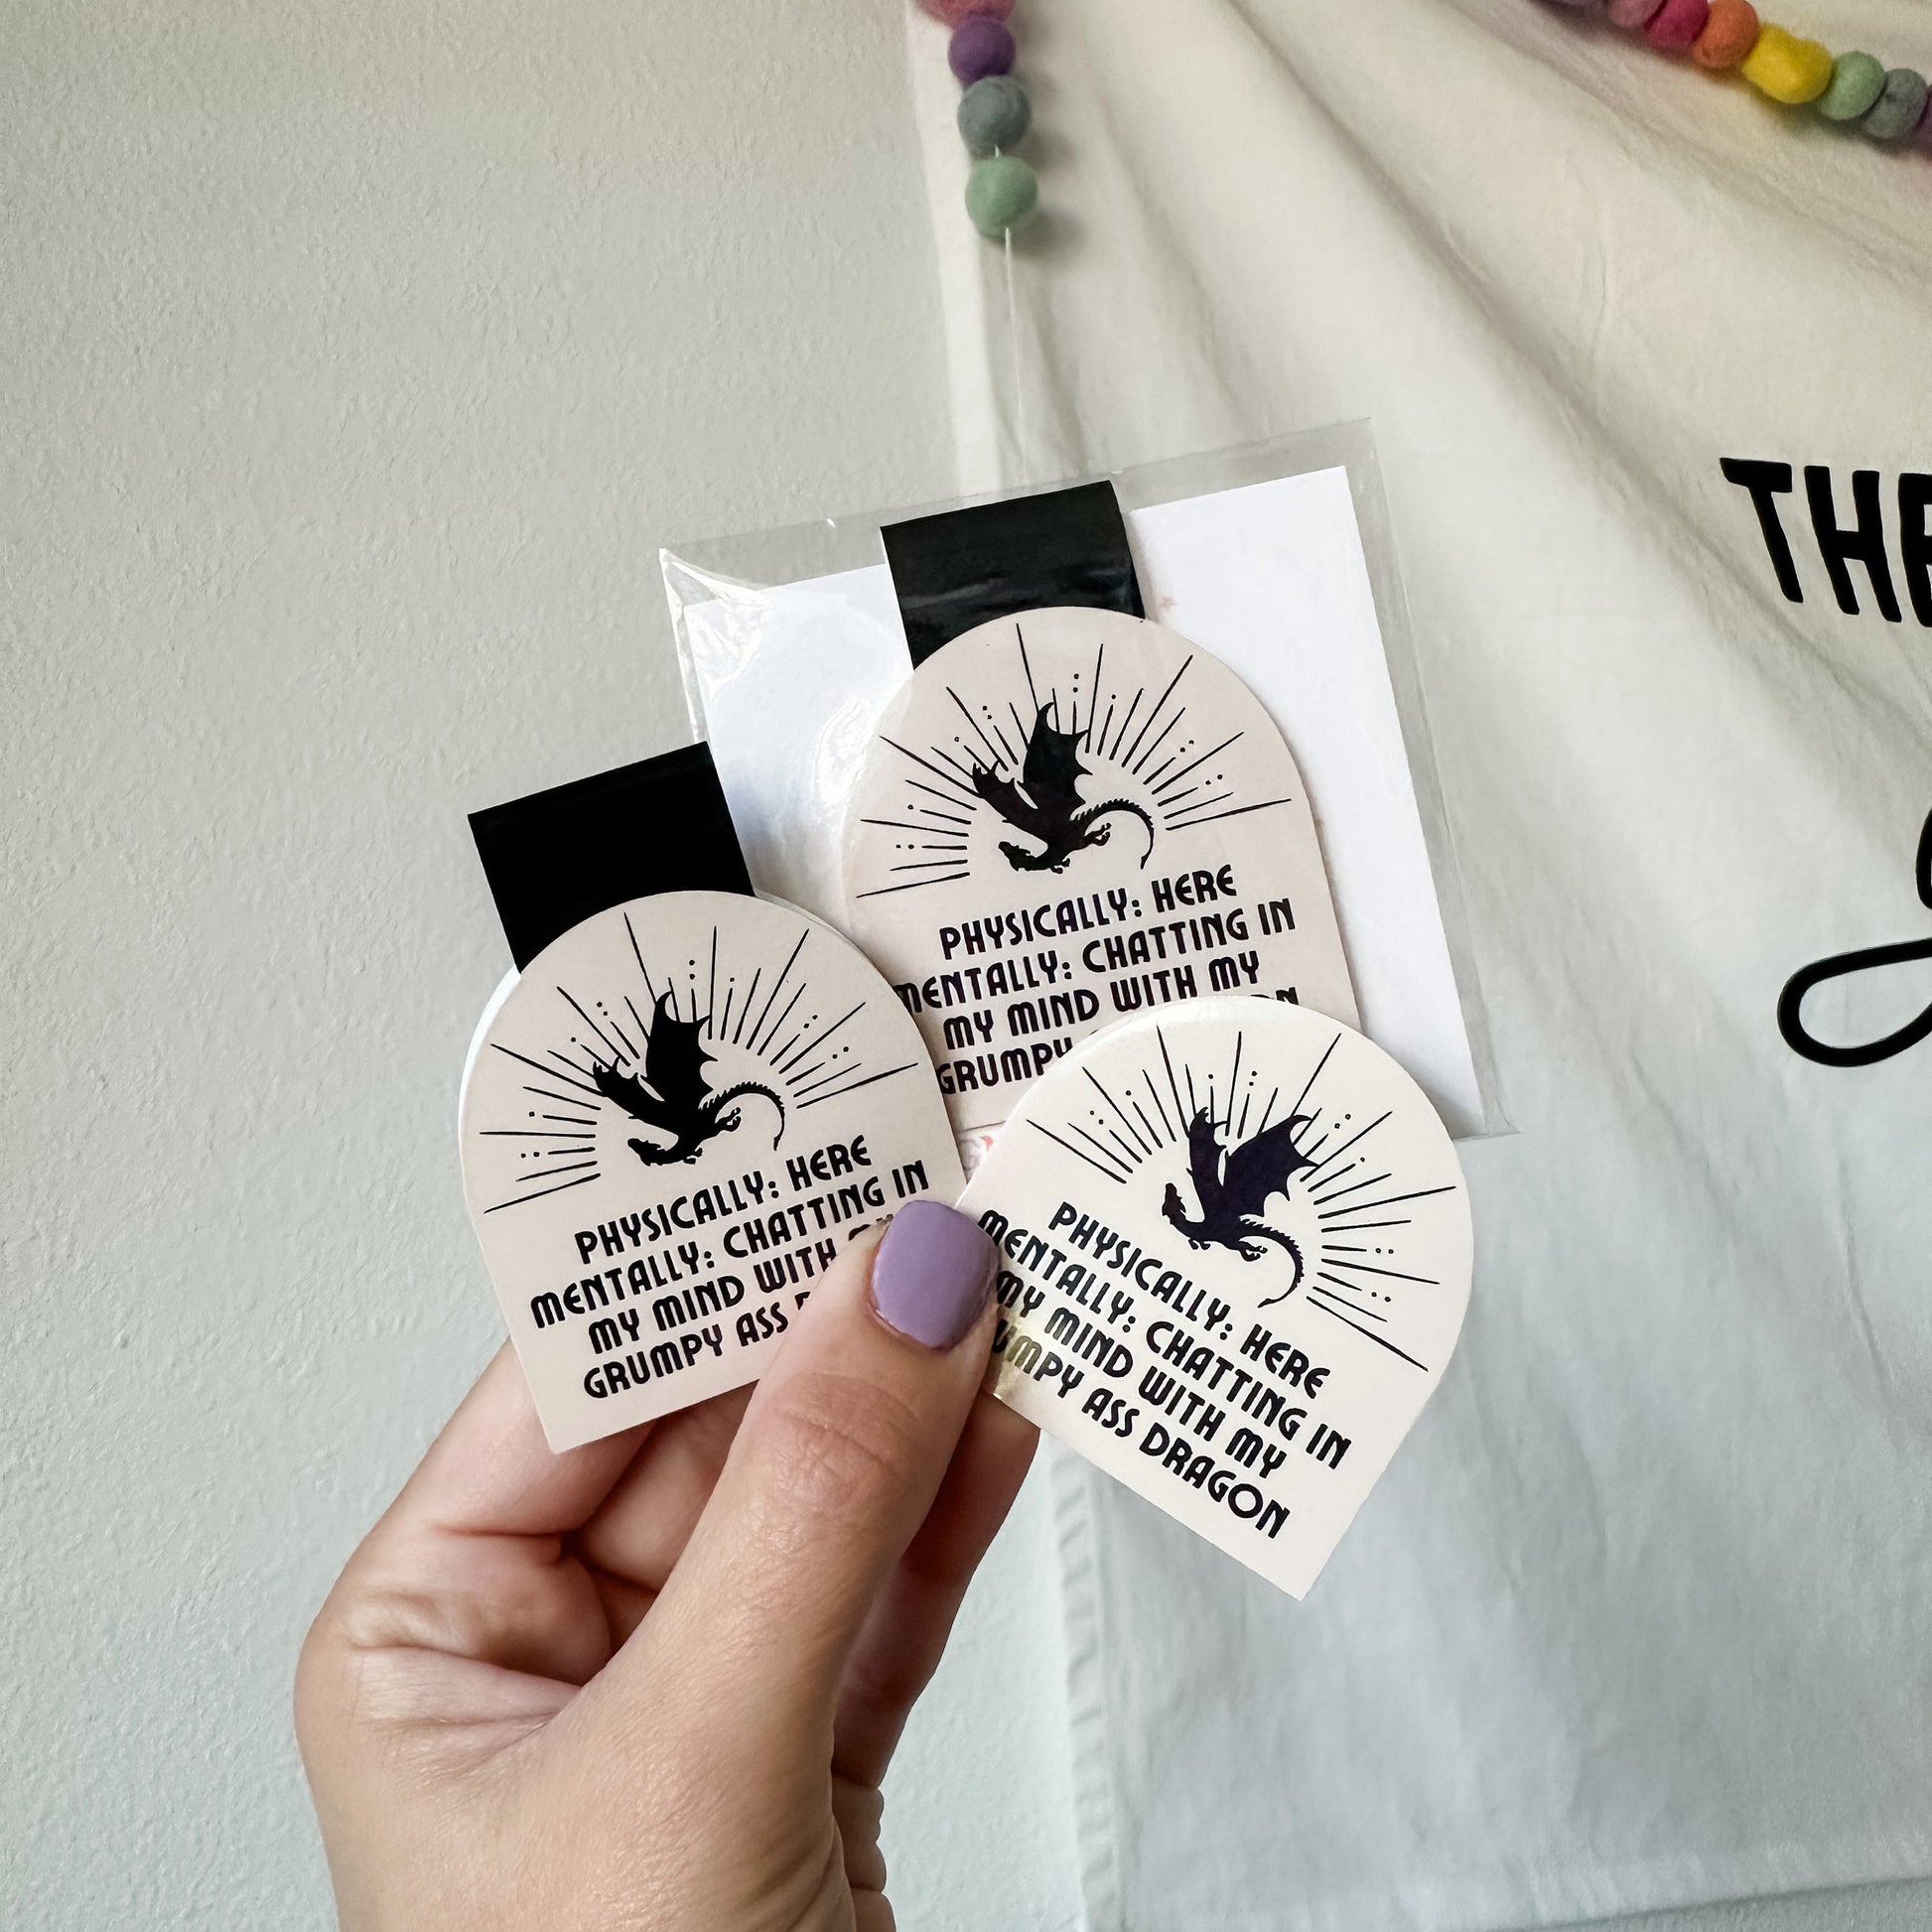 THE
PHYSICALLY: HERE
MENTALLY: CHATTING IN
MY MIND WITH MY
GRUMPY
PHYSICALLY: HERE
MENTALLY: CHATTING IN
MY MIND WITH
GRUMPY ASS
PHYSICALLY: HERE
MENTALLY: CHATTING IN
MY MIND WITH MY
GRUMPY ASS DRAGON